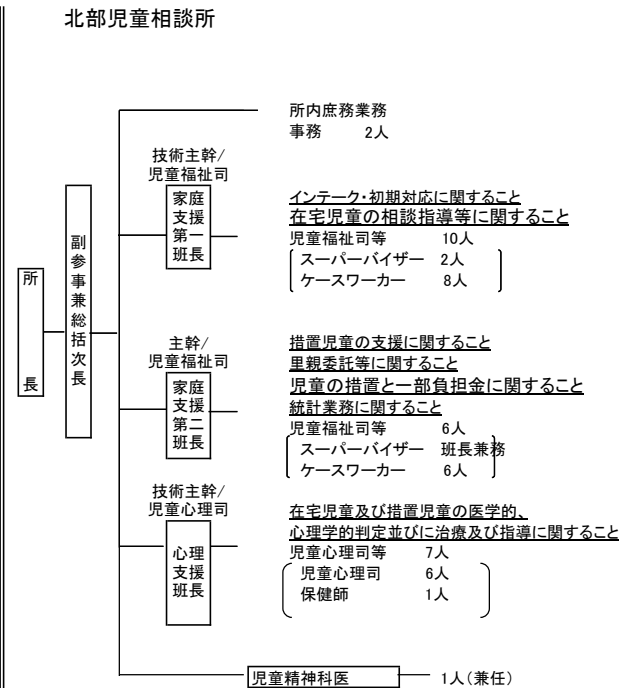 北部児童相談所
所内庶務業務
事務 2人
所長
副参事兼総括次長
技術主幹/
児童福祉司
家庭
支援
第一
班長
インテーク・初期対応に関すること
在宅児童の相談指導等に関すること
児童福祉司等 10人
スーパーバイザー 2人
ケースワーカー 8人
主幹/
児童福祉司
家庭
支援
第二
班長
措置児童の支援に関すること
里親委託等に関すること
児童の措置と一部負担金に関すること
統計業務に関すること
児童福祉司等 6人
スーパーバイザー 班長兼務
ケースワーカー 6人
技術主幹/
児童心理司
心理
支援
班長
在宅児童及び措置児童の医学的、
心理学的判定並びに治療及び指導に関すること
児童心理司等 7人
児童心理司 6人
保健師 1人
児童精神科医 1人(兼任)